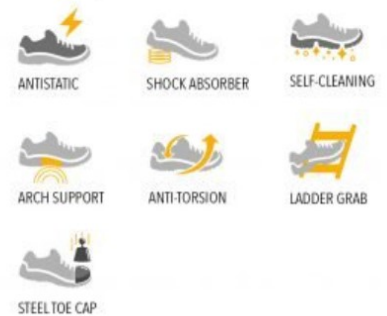 ANTISTATIC
SHOCK ABSORBER
SELF-CLEANING
ARCH SUPPORT
ANTI-TORSION
LADDER GRAB
STEEL TOE CAP